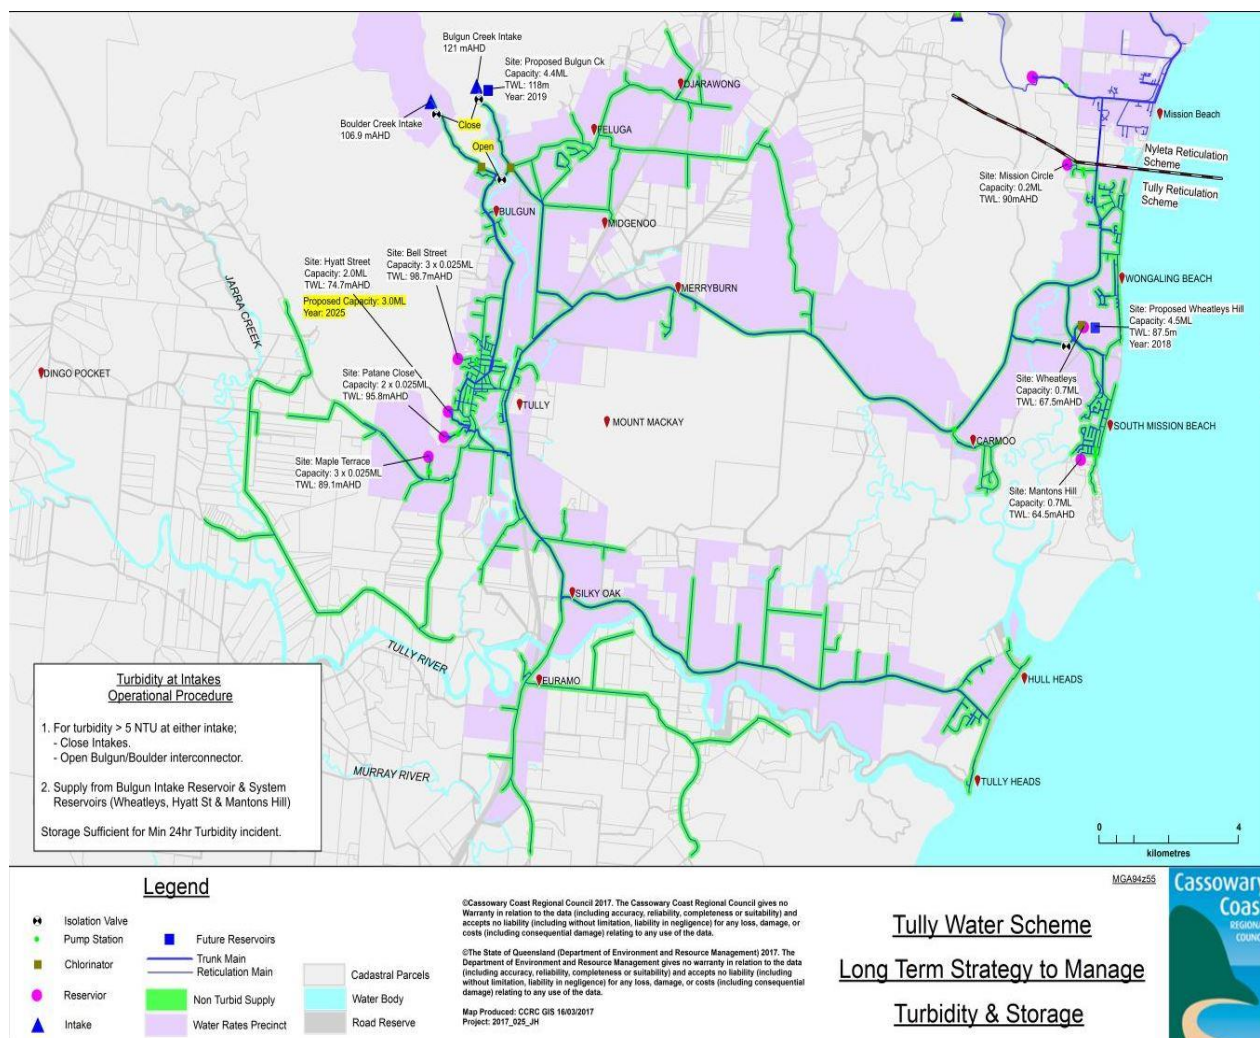 Bulgun Creek Intake
121 mAHD
Site: Proposed Bulgun Ck
Capacity: 4.4ML
TWL: 118m
Year: 2019
Boulder Creek Intake
106.9 mAHD
Close
Open
DJARAWONG
FELUGA
BULGUN
MIDGENOO
Mission Beach
Nyleta Reticulation
Scheme
Tully Reticulation
Scheme
Site: Mission Circle
Capacity: 0.2ML
TWL: 90mAHD
Site: Hyatt Street
Capacity: 2.0ML
TWL: 74.7mAHD
Proposed Capacity: 3.0ML
Year: 2025
Site: Bell Street
Capacity: 3 x 0.025ML
TWL: 98.7mAHD
JARRA CREEK
MERRYBURN
WONGALING BEACH
Site: Proposed Wheatleys Hill
Capacity: 4.5ML
TWL: 87.5m
Year: 2018
DINGO POCKET
Site: Patane Close
Capacity: 2 x 0.025ML
TWL: 95.8mAHD
TULLY
MOUNT MACKAY
Site: Wheatleys
Capacity: 0.7ML
TWL: 67.5mAHD
CARMOO
SOUTH MISSION BEACH
Site: Maple Terrace
Capacity: 3 x 0.025ML
TWL: 89.1mAHD
Site: Mantons Hill
Capacity: 0.7ML
TWL: 64.5mAHD
SILKY OAK
TULLY RIVER
EURAMO
HULL HEADS
MURRAY RIVER
TULLY HEADS
Turbidity at Intakes
Operational Procedure
1. For turbidity > 5 NTU at either intake;
- Close Intakes.
- Open Bulgun/Boulder interconnector.
2. Supply from Bulgun Intake Reservoir & System
Reservoirs (Wheatleys, Hyatt St & Mantons Hill)
Storage Sufficient for Min 24hr Turbidity incident.
0 4
kilometres
MGA94z55
Legend
Isolation Valve
Pump Station
Chlorinator
Reservior
Intake
Future Reservoirs
Trunk Main
Reticulation Main
Non Turbid Supply
Water Rates Precinct
Cadastral Parcels
Water Body
Road Reserve
©Cassowary Coast Regional Council 2017. The Cassowary Coast Regional Council gives no
Warranty in relation to the data (including accuracy, reliability, completeness or suitability) and
accepts no liability (including without limitation, liability in negligence) for any loss, damage, or
costs (including consequential damage) relating to any use of the data.
©The State of Queensland (Department of Environment and Resource Management) 2017. The
Department of Environment and Resource Management gives no warranty in relation to the data
(including accuracy, reliability, completeness or suitability) and accepts no liability (including
without limitation, liability in negligence) for any loss, damage, or costs (including consequential
damage) relating to any use of the data.
Map Produced: CCRC GIS 16/03/2017
Project: 2017_025_JH
Tully Water Scheme
Long Term Strategy to Manage
Turbidity & Storage
Cassowary
Coast
REGIONAL
COUNC